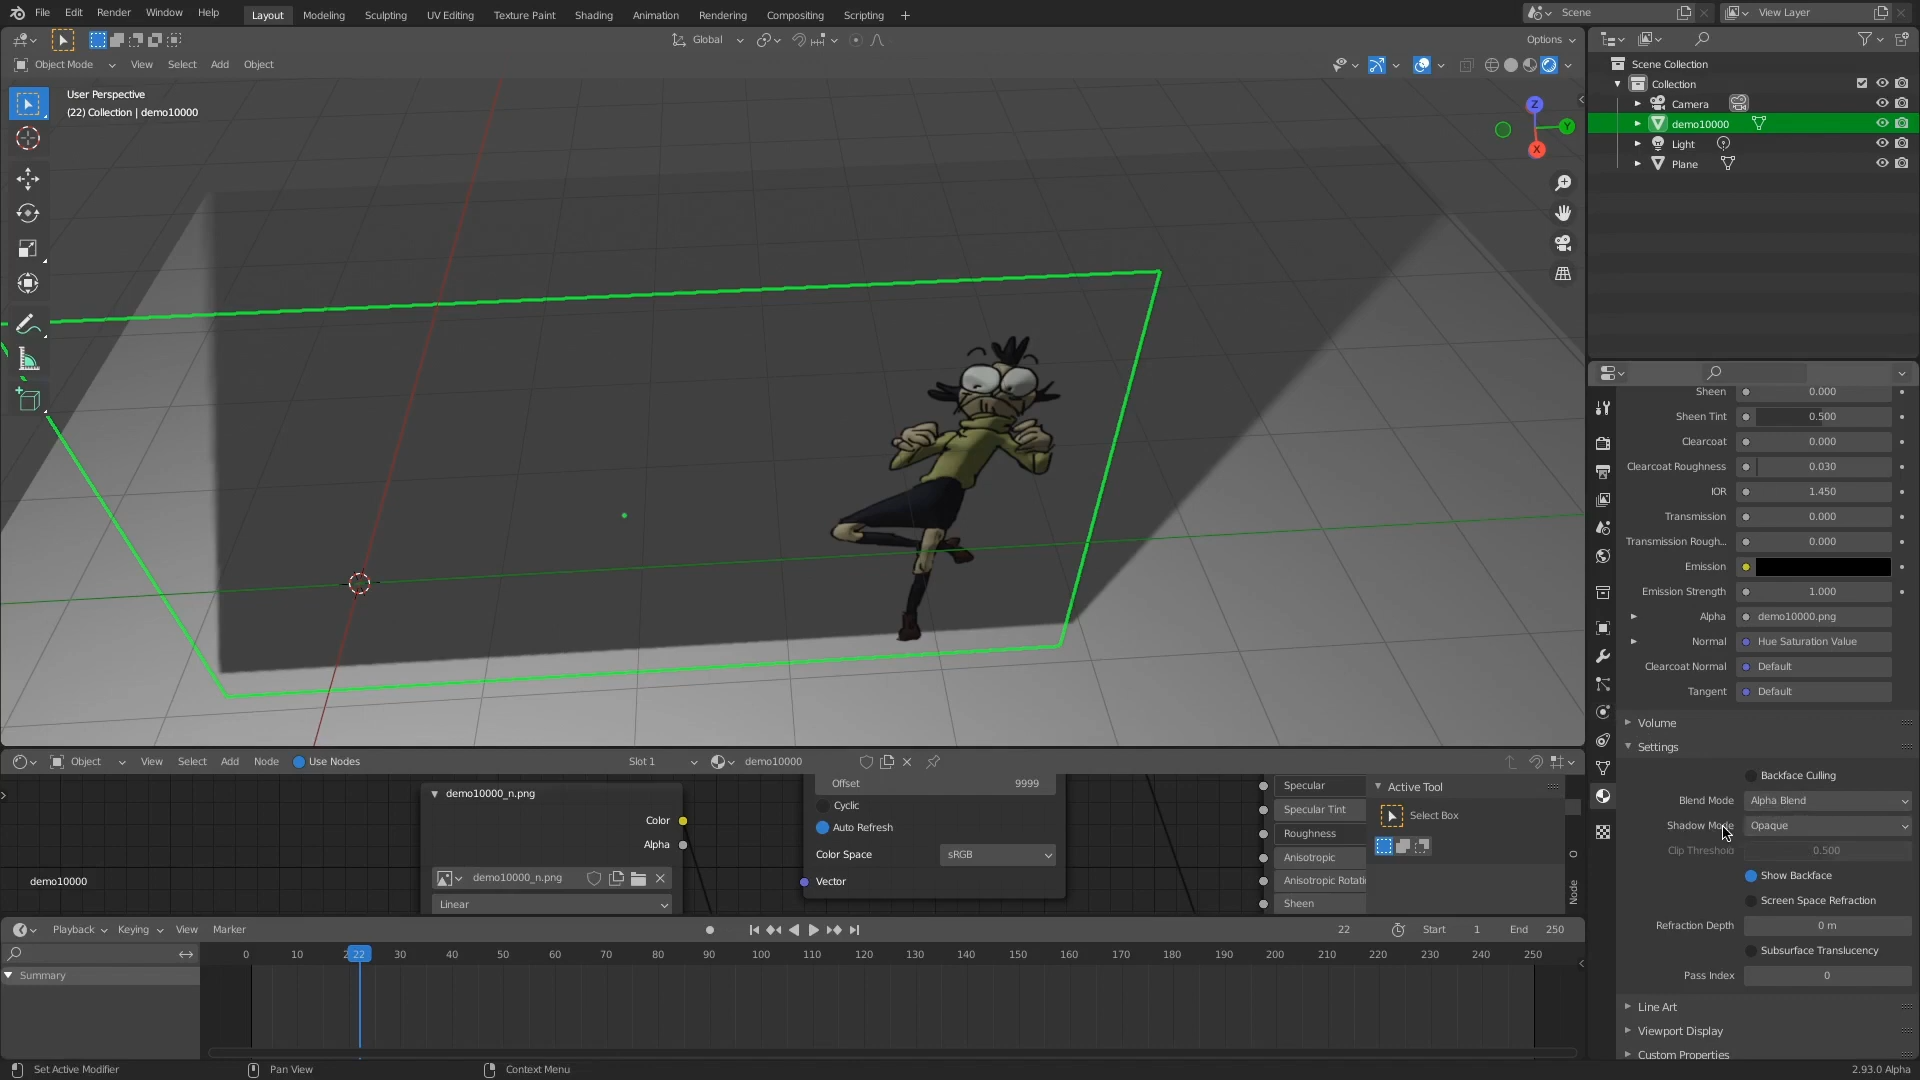 File Edit Render Window Help Layout Modeling Sculpting UV Editing Texture Paint Shading Animation Rendering Compositing Scripting + Scene View Layer
Global Options
Object Mode View Select Add Object
User Perspective
(22) Collection | demo10000
Z
Y
X
Scene Collection
Collection
Camera
demo10000
Light
Plane
Sheen 0.000
Sheen Tint 0.500
Clearcoat 0.000
Clearcoat Roughness 0.030
IOR 1.450
Transmission 0.000
Transmission Rough... 0.000
Emission
Emission Strength 1.000
Alpha demo10000.png
Normal Hue Saturation Value
Clearcoat Normal Default
Tangent Default
Volume
Settings
Backface Culling
Blend Mode Alpha Blend
Shadow Mode Opaque
Clip Threshold 0.500
Show Backface
Screen Space Refraction
Refraction Depth 0 m
Subsurface Translucency
Pass Index 0
Line Art
Viewport Display
Custom Properties
Object View Select Add Node Use Nodes Slot 1 demo10000
demo10000_n.png
Color
Alpha
demo10000_n.png
Linear
demo10000
Offset 9999
Cyclic
Auto Refresh
Color Space sRGB
Vector
Specular
Specular Tint
Roughness
Anisotropic
Anisotropic Rotati
Sheen
Active Tool
Select Box
Node
Playback Keying View Marker 22 Start 1 End 250
0 10 2 22 30 40 50 60 70 80 90 100 110 120 130 140 150 160 170 180 190 200 210 220 230 240 250
Summary
Set Active Modifier Pan View Context Menu 2.93.0 Alpha